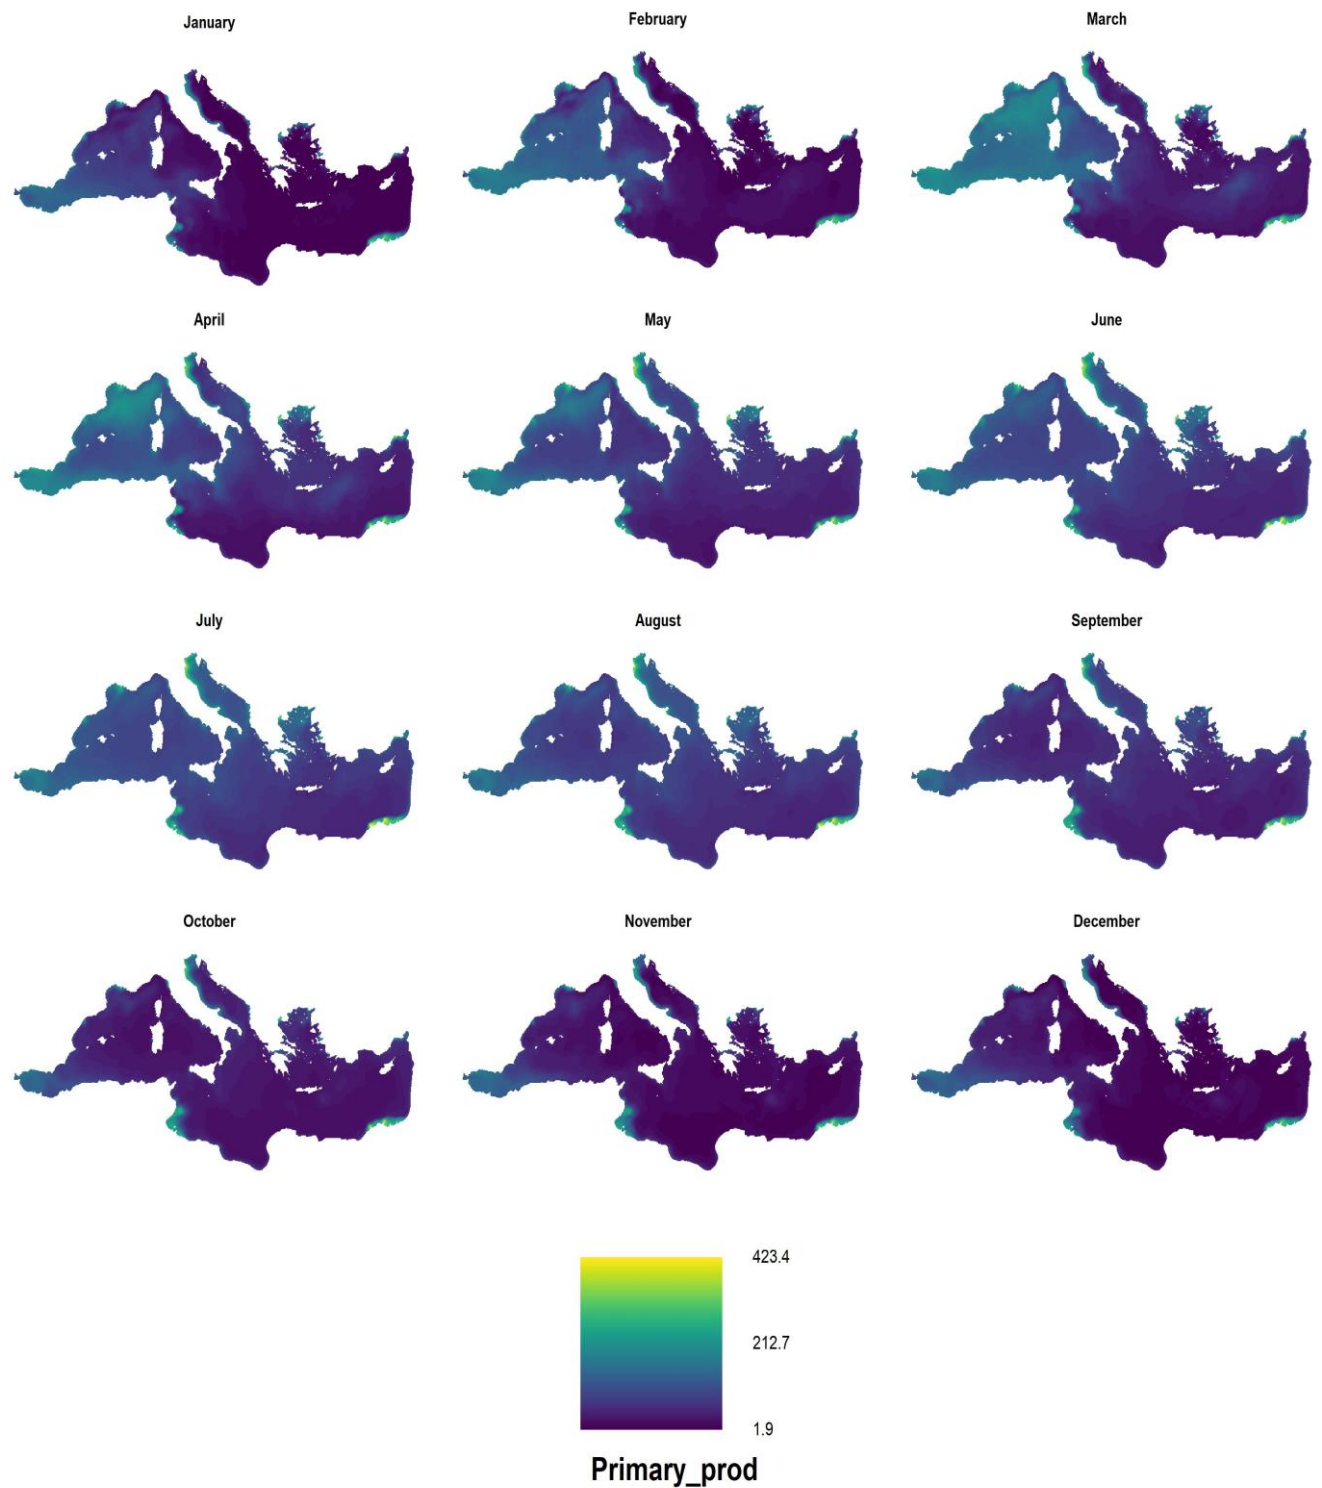 January
February
March
April
May
June
July
August
September
October
November
December
423.4
212.7
1.9
Primary_prod